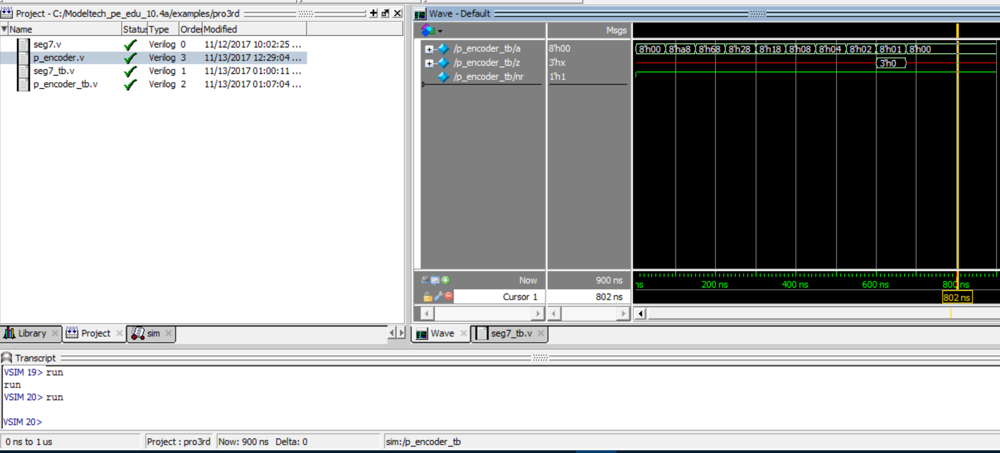 Project - C:/Modeltech_pe_edu_10.4a/examples/pro3rd
Name Status Type Order Modified
seg7.v Verilog 0 11/12/2017 10:02:25 ...
p_encoder.v Verilog 3 11/13/2017 12:29:04 ...
seg7_tb.v Verilog 1 11/13/2017 01:00:11 ...
p_encoder_tb.v Verilog 2 11/13/2017 01:07:04 ...
Library Project sim
Wave - Default
Msgs
/p_encoder_tb/a 8'h00 8'h00 8'ha8 8'h68 8'h28 8'h18 8'h08 8'h04 8'h02 8'h01 8'h00
/p_encoder_tb/z 3'hx 3'h0
/p_encoder_tb/nr 1'h1
Now 900 ns ns 200 ns 400 ns 600 ns 800 ns
Cursor 1 802 ns 802 ns
Wave seg7_tb.v
Transcript
VSIM 19> run
run
VSIM 20> run
VSIM 20>
0 ns to 1 us Project : pro3rd Now: 900 ns Delta: 0 sim:/p_encoder_tb